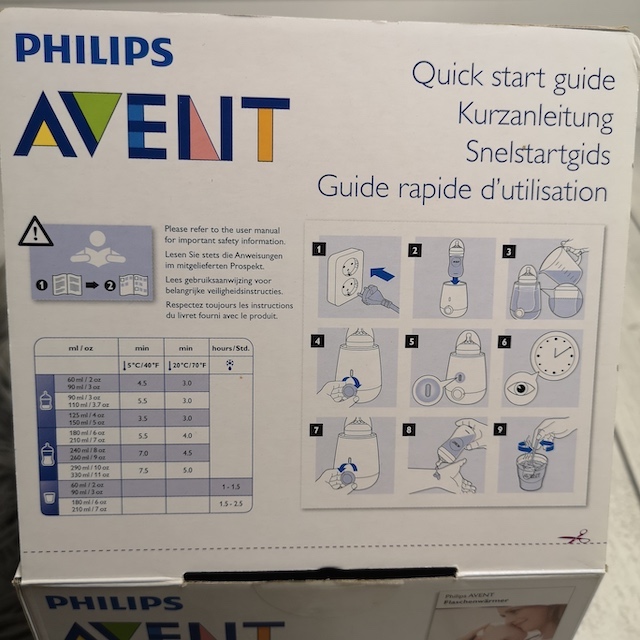 PHILIPS
AVENT
Quick start guide
Kurzanleitung
Snelstartgids
Guide rapide d'utilisation
Please refer to the user manual
for important safety information.
Lesen Sie stets die Anweisungen
im mitgelieferten Prospekt.
Lees gebruiksaanwijzing voor
belangrijke veiligheidsinstructies.
Respectez toujours les instructions
du livret fourni avec le produit.
1 2
ml / oz min min hours/Std.
5°C/40°F 20°C/70°F
60 ml / 2 oz
90 ml / 3 oz
4.5 3.0
90 ml / 3 oz
110 ml / 3.7 oz
5.5 3.0
125 ml / 4 oz
150 ml / 5 oz
3.5 3.0
180 ml / 6 oz
210 ml / 7 oz
5.5 4.0
240 ml / 8 oz
260 ml / 9 oz
7.0 4.5
290 ml / 10 oz
330 ml / 11 oz
7.5 5.0
60 ml / 2 oz
90 ml / 3 oz
1 - 1.5
180 ml / 6 oz
210 ml / 7 oz
1.5 - 2.5
1 2 3
4 5 6
7 8 9
PHILIPS
AVENT
Philips AVENT
Flaschenwärmer